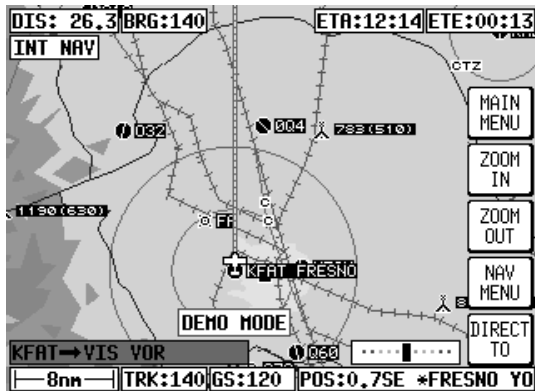 DIS: 26.3 BRG:140 ETA:12:14 ETE:00:13
INT NAV
CTZ
MAIN MENU
O32 0Q4 783(510)
ZOOM IN
1190(630)
C
C
ZOOM OUT
KFAT FRESNO
NAV MENU
DEMO MODE
DIRECT TO
KFAT→VIS VOR
Q60
8nm TRK:140 GS:120 POS:0.7SE *FRESNO YO